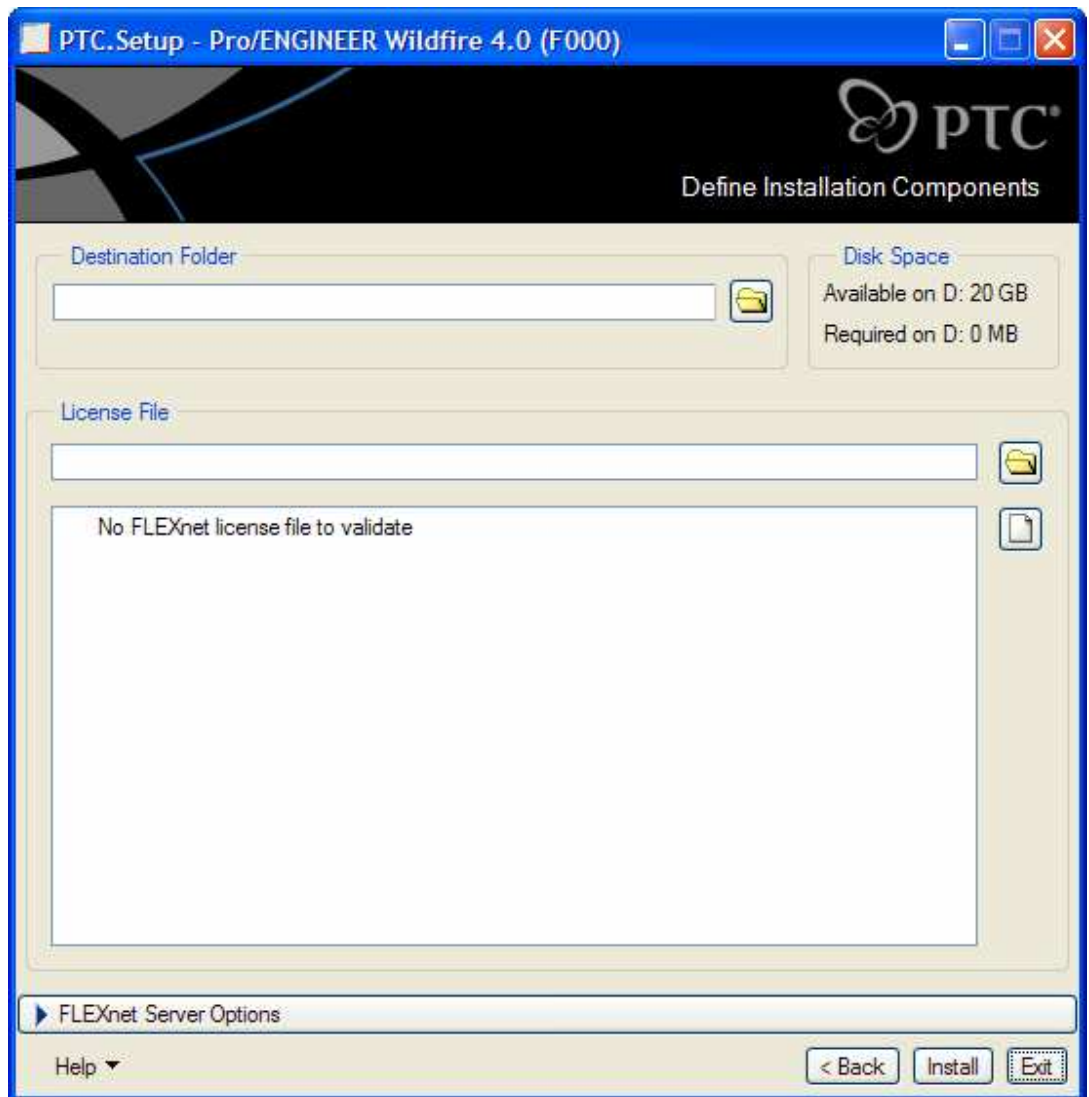 PTC.Setup - Pro/ENGINEER Wildfire 4.0 (F000)
PTC®
Define Installation Components
Destination Folder
Disk Space
Available on D: 20 GB
Required on D: 0 MB
License File
No FLEXnet license file to validate
FLEXnet Server Options
Help
< Back
Install
Exit